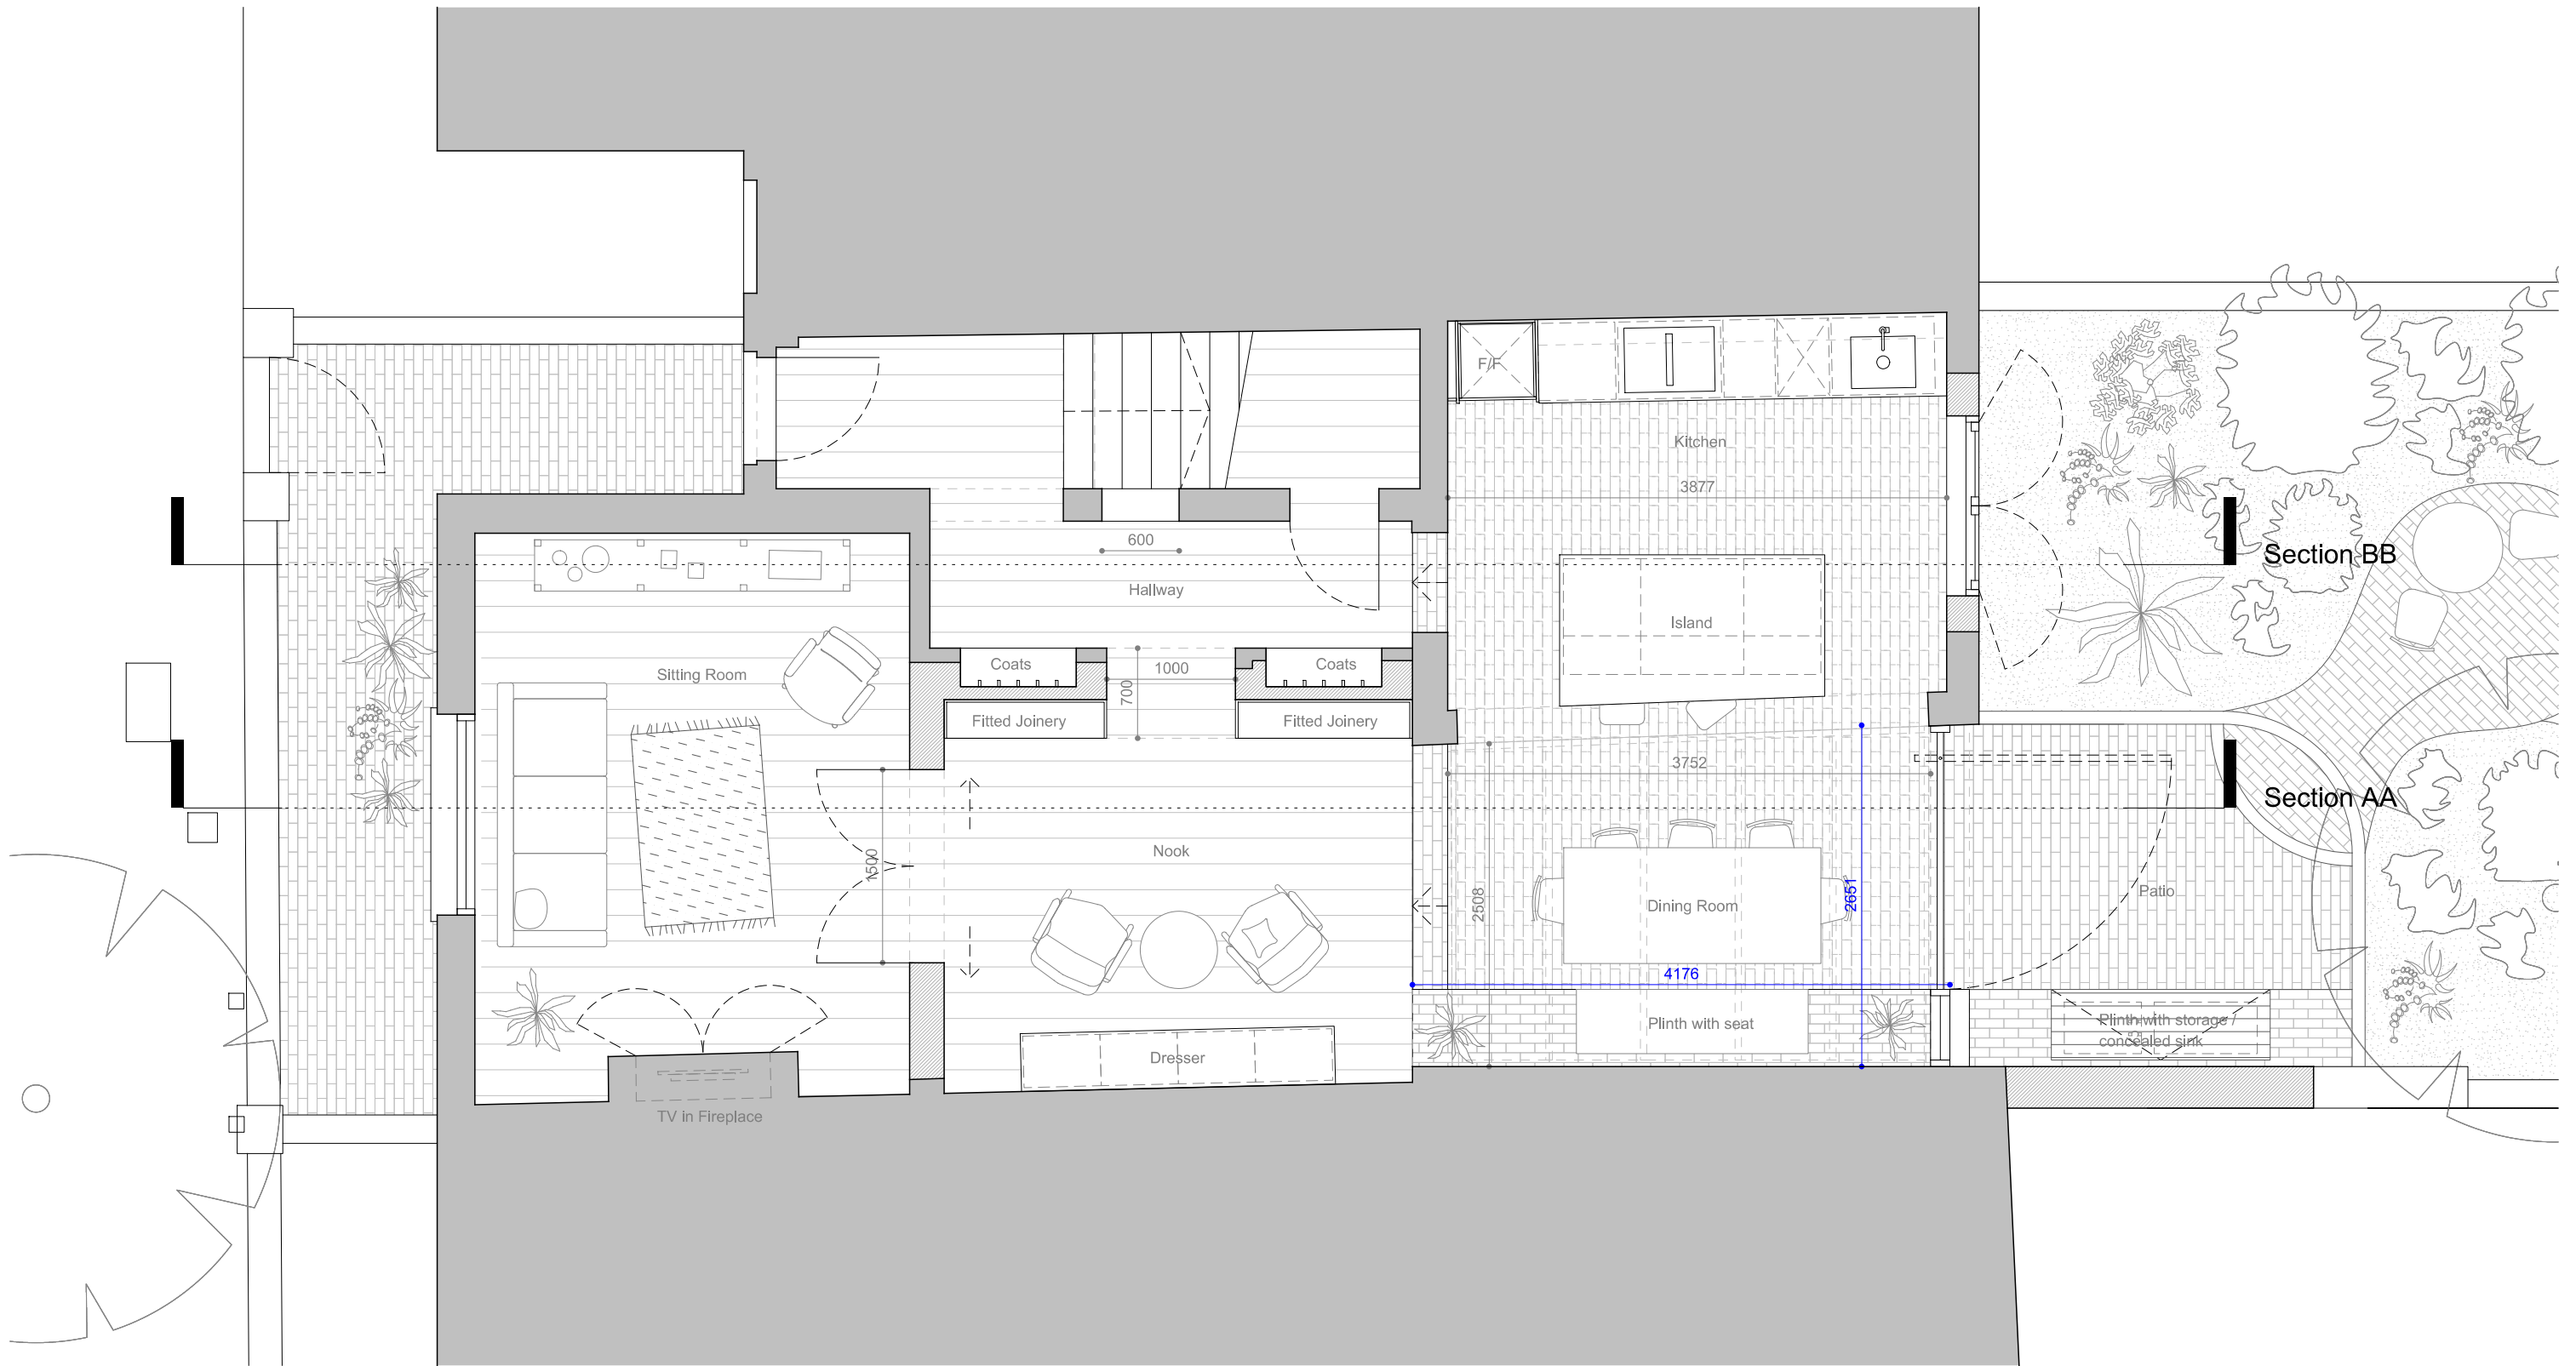 F/F
Kitchen
3877
600
Section BB
Hallway
Island
Coats
1000
Coats
Sitting Room
700
Fitted Joinery
Fitted Joinery
3752
Section AA
Nook
1500
2508
Dining Room
2651
Patio
4176
Plinth with seat
Plinth with storage /
concealed sink
Dresser
TV in Fireplace